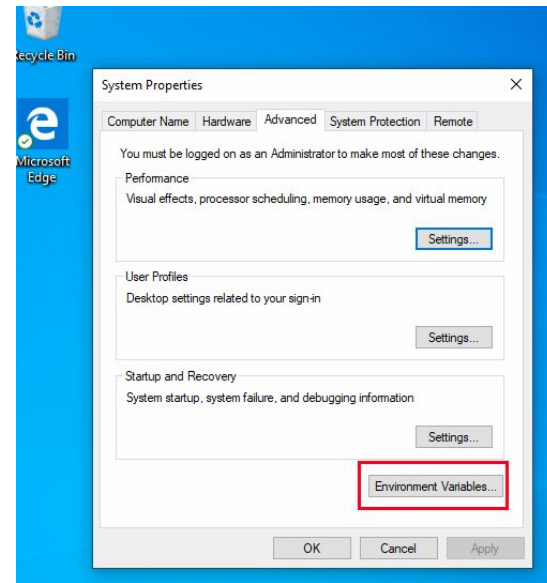 Recycle Bin
Microsoft
Edge
System Properties
Computer Name Hardware Advanced System Protection Remote
You must be logged on as an Administrator to make most of these changes.
Performance
Visual effects, processor scheduling, memory usage, and virtual memory
Settings...
User Profiles
Desktop settings related to your sign-in
Settings...
Startup and Recovery
System startup, system failure, and debugging information
Settings...
Environment Variables...
OK Cancel Apply